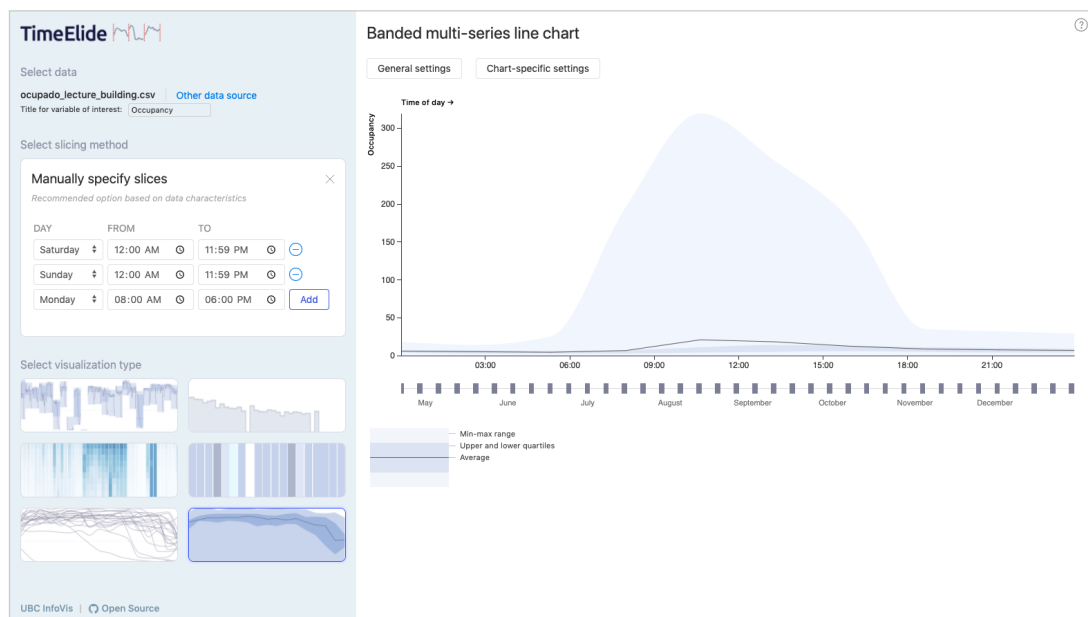 TimeElide
Select data
ocupado_lecture_building.csv Other data source
Title for variable of interest: Occupancy
Select slicing method
Manually specify slices
Recommended option based on data characteristics
DAY FROM TO
Saturday 12:00 AM 11:59 PM
Sunday 12:00 AM 11:59 PM
Monday 08:00 AM 06:00 PM Add
Select visualization type
UBC InfoVis | Open Source
Banded multi-series line chart
?
General settings Chart-specific settings
Time of day →
Occupancy
300
250
200
150
100
50
0
03:00 06:00 09:00 12:00 15:00 18:00 21:00
May June July August September October November December
Min-max range
Upper and lower quartiles
Average